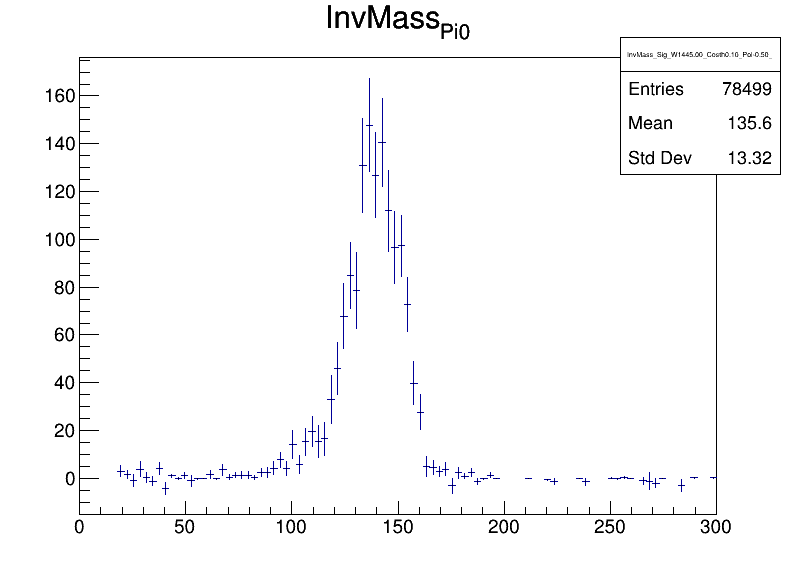 InvMass_Pi0
InvMass_Sig_W1445.00_Costh0.10_Pol-0.50_
Entries 78499
Mean 135.6
Std Dev 13.32
160
140
120
100
80
60
40
20
0
0 50 100 150 200 250 300